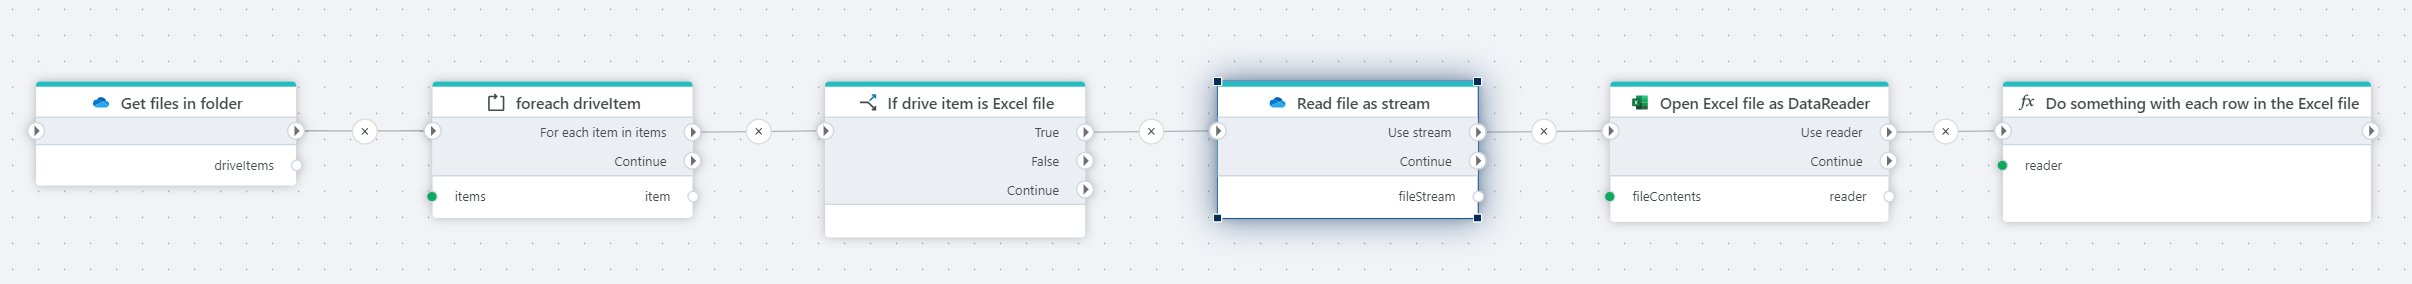 Get files in folder
driveItems
foreach driveItem
For each item in items
Continue
items
item
If drive item is Excel file
True
False
Continue
Read file as stream
Use stream
Continue
fileStream
Open Excel file as DataReader
Use reader
Continue
fileContents
reader
fx Do something with each row in the Excel file
reader